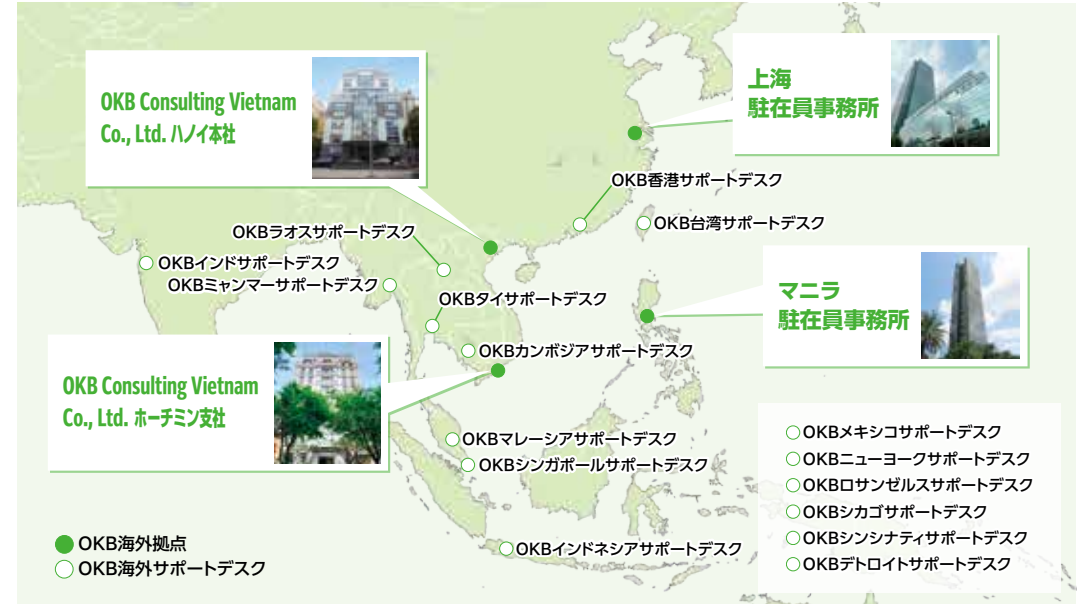 OKB Consulting Vietnam
Co., Ltd. ハノイ本社
上海
駐在員事務所
OKB香港サポートデスク
OKB台湾サポートデスク
OKBラオスサポートデスク
OKBインドサポートデスク
OKBミャンマーサポートデスク
OKBタイサポートデスク
マニラ
駐在員事務所
OKBカンボジアサポートデスク
OKB Consulting Vietnam
Co., Ltd. ホーチミン支社
OKBマレーシアサポートデスク
OKBシンガポールサポートデスク
OKBインドネシアサポートデスク
OKBメキシコサポートデスク
OKBニューヨークサポートデスク
OKBロサンゼルスサポートデスク
OKBシカゴサポートデスク
OKBシンシナティサポートデスク
OKBデトロイトサポートデスク
OKB海外拠点
OKB海外サポートデスク